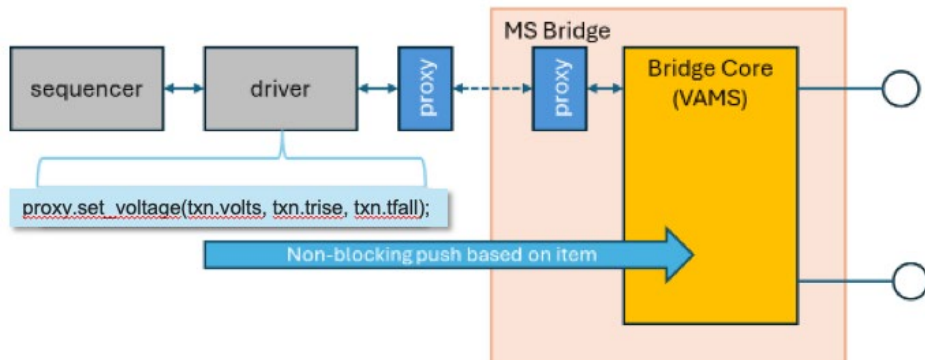 MS Bridge
sequencer
driver
proxy
proxy
Bridge Core
(VAMS)
proxy.set_voltage(txn.volts, txn.trise, txn.tfall);
Non-blocking push based on item